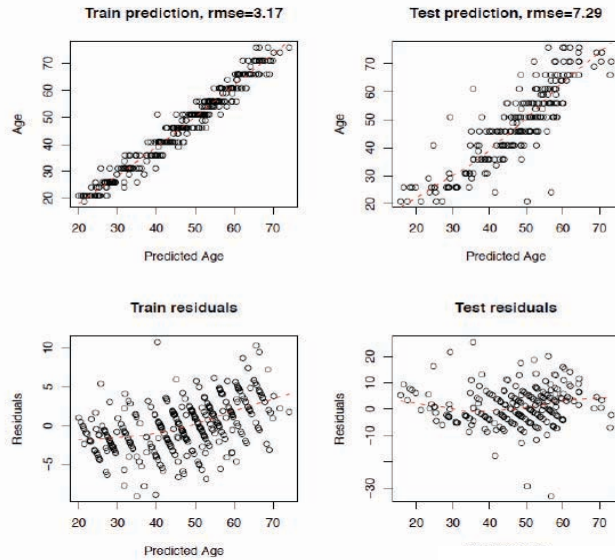 Train prediction, rmse=3.17
Age
70
60
50
40
30
20
20 30 40 50 60 70
Predicted Age
Test prediction, rmse=7.29
Age
70
60
50
40
30
20
20 30 40 50 60 70
Predicted Age
Train residuals
Residuals
10
5
0
-5
20 30 40 50 60 70
Predicted Age
Test residuals
Residuals
20
10
0
-10
-30
20 30 40 50 60 70